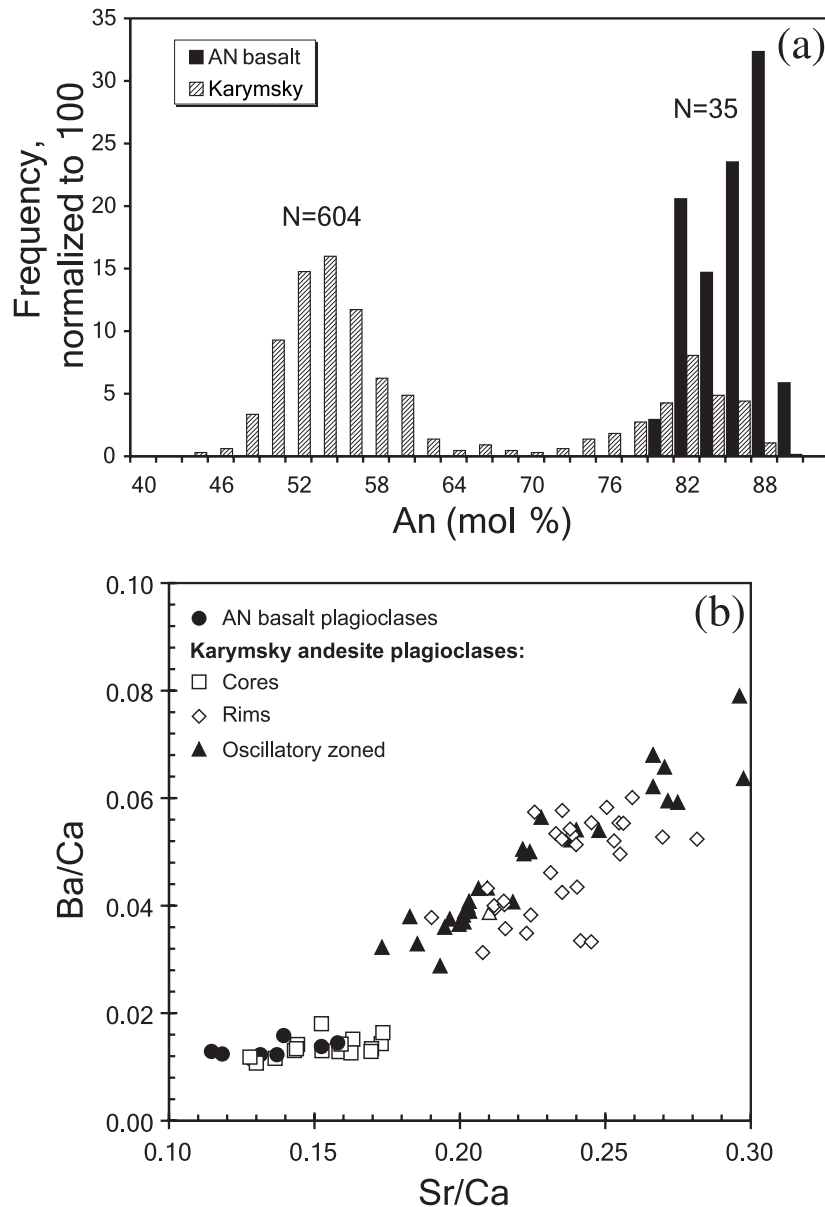 (a)
35
30
25
20
15
10
5
0
Frequency,
normalized to 100
AN basalt
Karymsky
N=604
N=35
40 46 52 58 64 70 76 82 88
An (mol %)
(b)
0.10
0.08
0.06
0.04
0.02
0.00
Ba/Ca
AN basalt plagioclases
Karymsky andesite plagioclases:
Cores
Rims
Oscillatory zoned
0.10 0.15 0.20 0.25 0.30
Sr/Ca